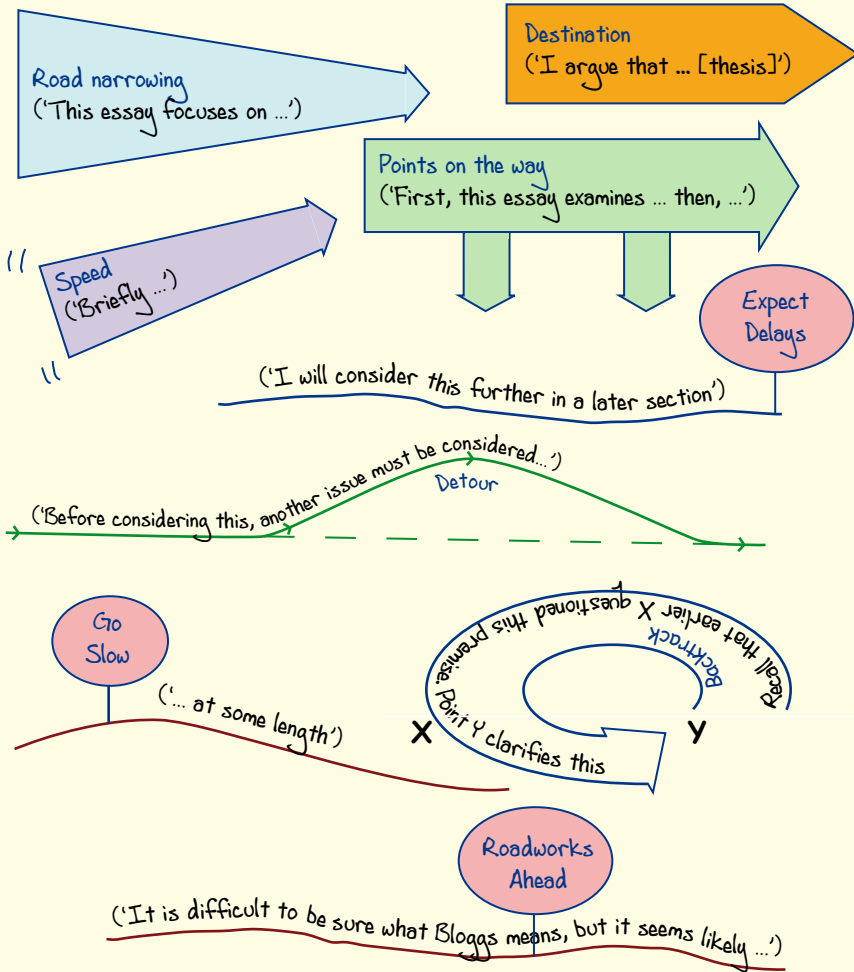 Road narrowing
('This essay focuses on ...')
Destination
('I argue that ... [thesis]')
Points on the way
('First, this essay examines ... then, ...')
Speed
('Briefly ...')
Expect
Delays
('I will consider this further in a later section')
('Before considering this, another issue must be considered...')
Detour
Go
Slow
('... at some length')
Recall that earlier X questioned this premise Point Y clarifies this
Backtrack
X
Y
Roadworks
Ahead
('It is difficult to be sure what Bloggs means, but it seems likely ...')